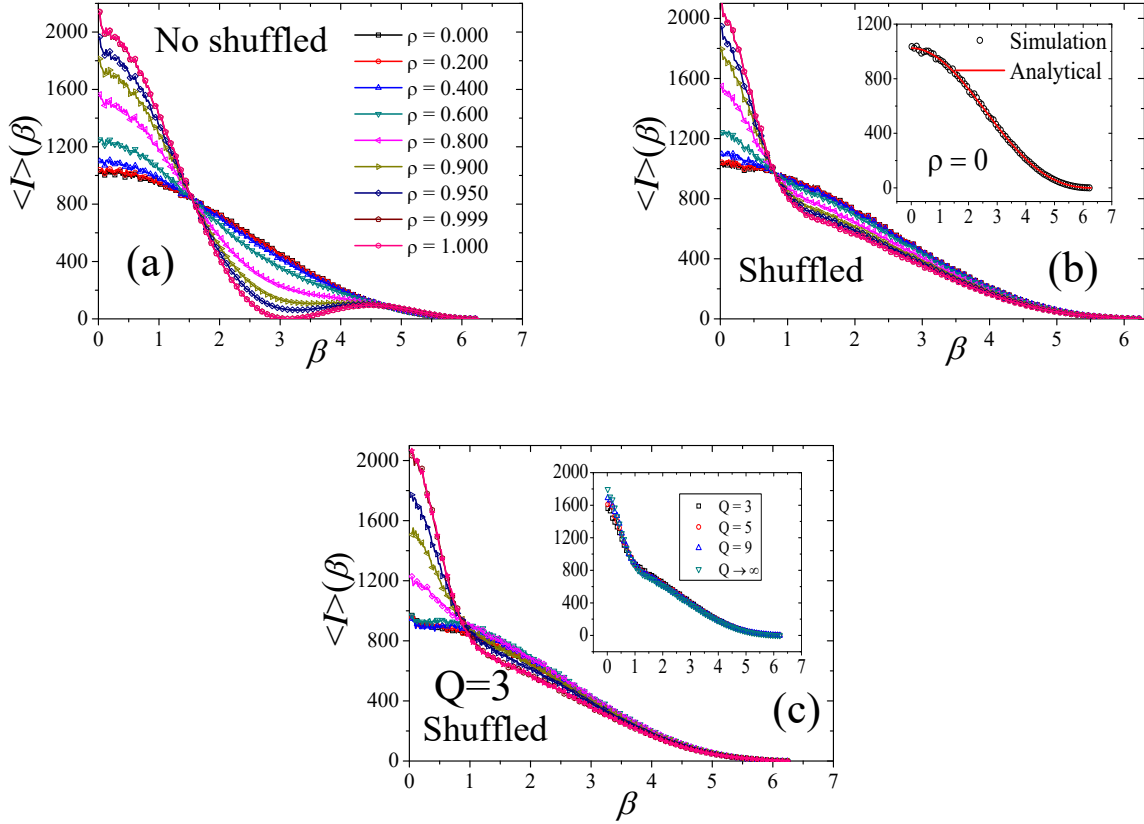 No shuffled
<I>(β)
2000
1600
1200
800
400
0
ρ = 0.000
ρ = 0.200
ρ = 0.400
ρ = 0.600
ρ = 0.800
ρ = 0.900
ρ = 0.950
ρ = 0.999
ρ = 1.000
(a)
0 1 2 3 4 5 6 7
β
<I>(β)
2000
1600
1200
800
400
0
1200
800
400
0
Simulation
Analytical
ρ = 0
0 1 2 3 4 5 6 7
Shuffled
(b)
0 1 2 3 4 5 6
β
<I>(β)
2000
1600
1200
800
400
0
2000
1600
1200
800
400
0
Q = 3
Q = 5
Q = 9
Q → ∞
0 1 2 3 4 5 6 7
Q=3
Shuffled
(c)
0 1 2 3 4 5 6 7
β